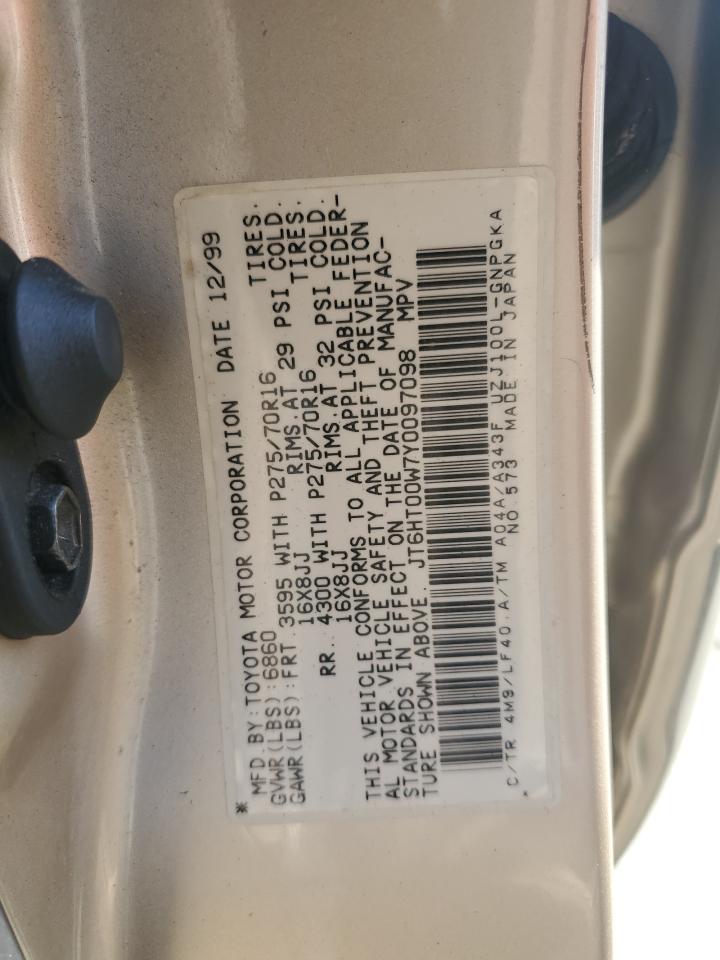 * MFD.BY:TOYOTA MOTOR CORPORATION DATE 12/99
GVWR(LBS):6860
GAWR(LBS):FRT. 3595 WITH P275/70R16 TIRES.
16X8JJ RIMS.AT 29 PSI COLD.
RR. 4300 WITH P275/70R16 TIRES.
16X8JJ RIMS.AT 32 PSI COLD.
THIS VEHICLE CONFORMS TO ALL APPLICABLE FEDER-
AL MOTOR VEHICLE SAFETY AND THEFT PREVENTION
STANDARDS IN EFFECT ON THE DATE OF MANUFAC-
TURE SHOWN ABOVE. JT6HT00W7Y0097098 MPV
C/TR 4M9/LF40.A/TM A04A/A343F UZJ100L-GNPGKA
NO.573 MADE IN JAPAN